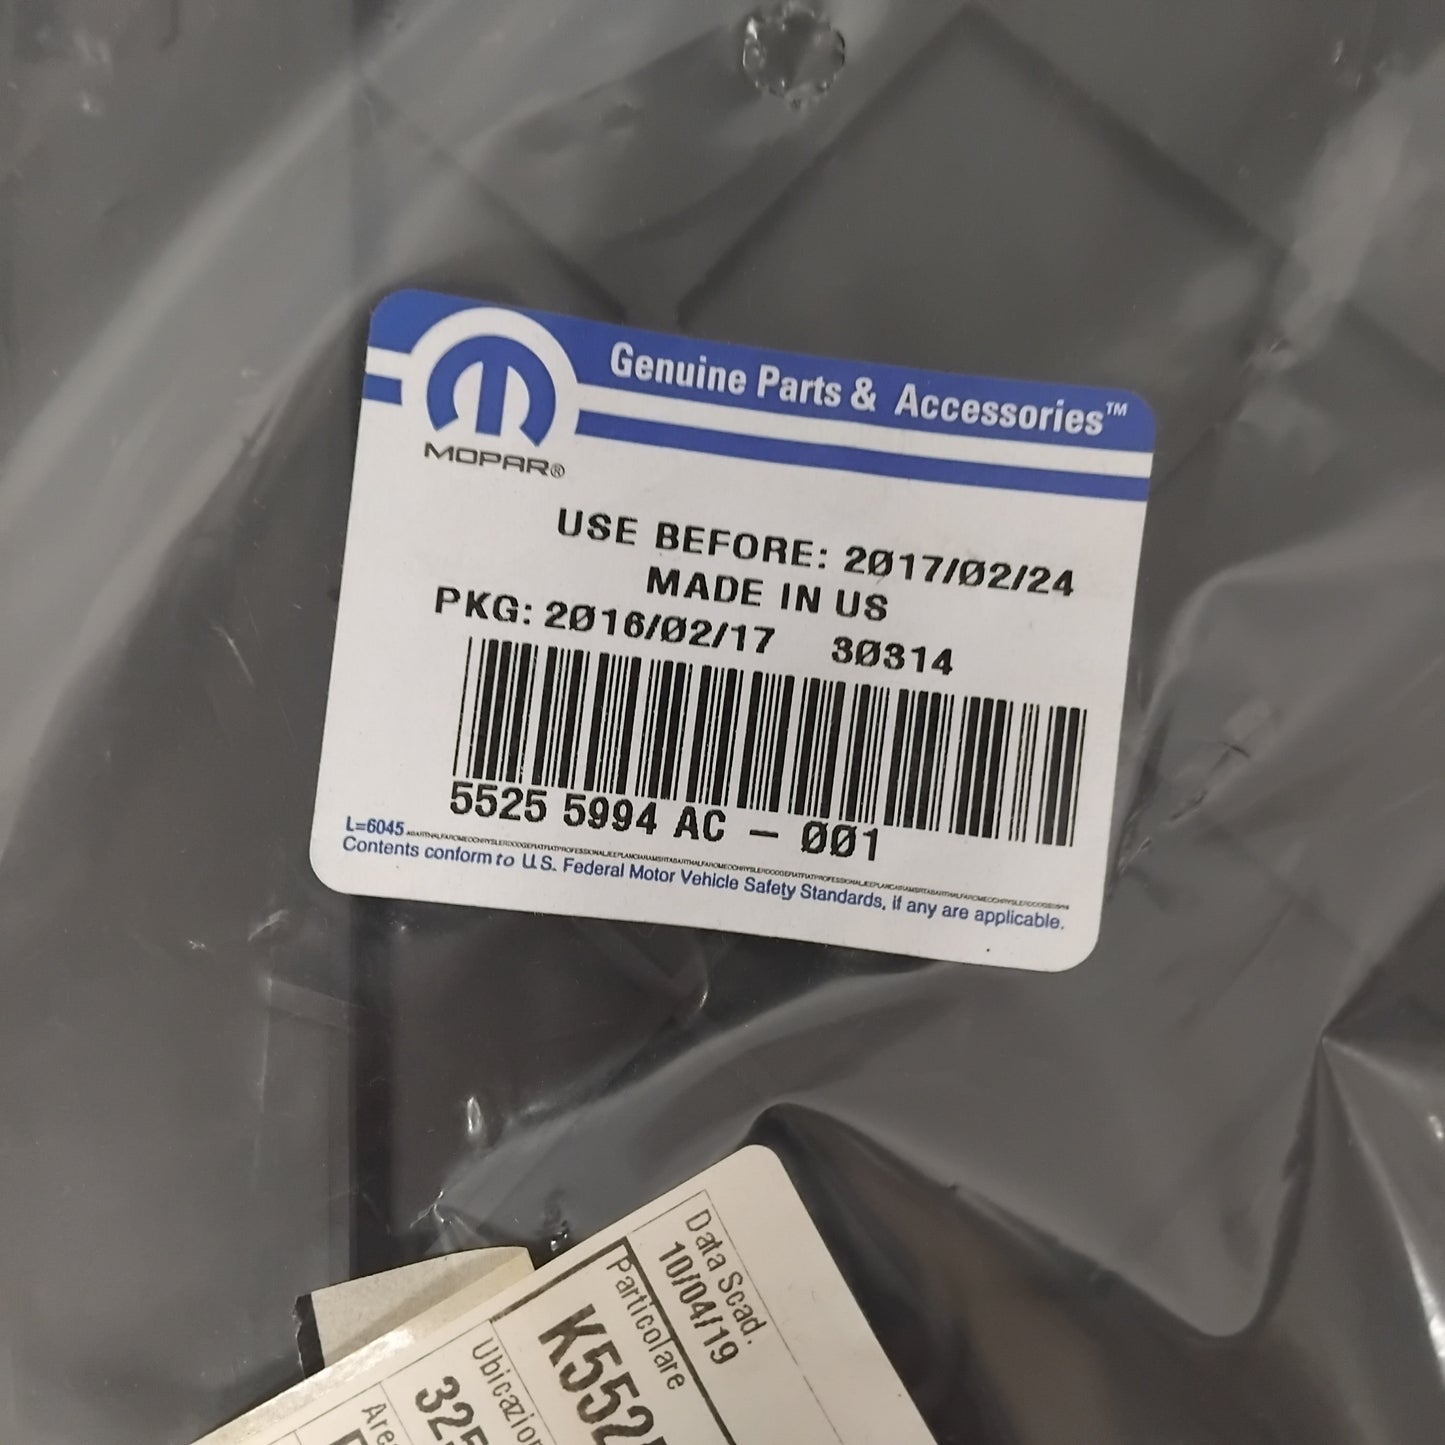 Genuine Parts & Accessories™
MOPAR®
USE BEFORE: 2017/02/24
MADE IN US
PKG: 2016/02/17 30314
5525 5994 AC – 001
L=6045
Contents conform to U.S. Federal Motor Vehicle Safety Standards, if any are applicable.
Data Scad.
10/04/19
Particolare